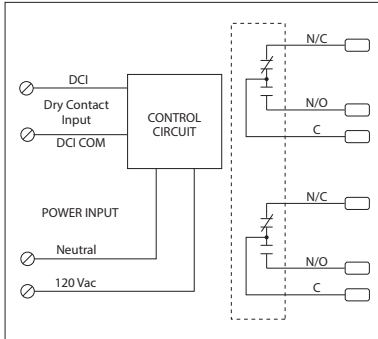 DCI
Dry Contact
Input
DCI COM
CONTROL
CIRCUIT
POWER INPUT
Neutral
120 Vac
N/C
N/O
C
N/C
N/O
C